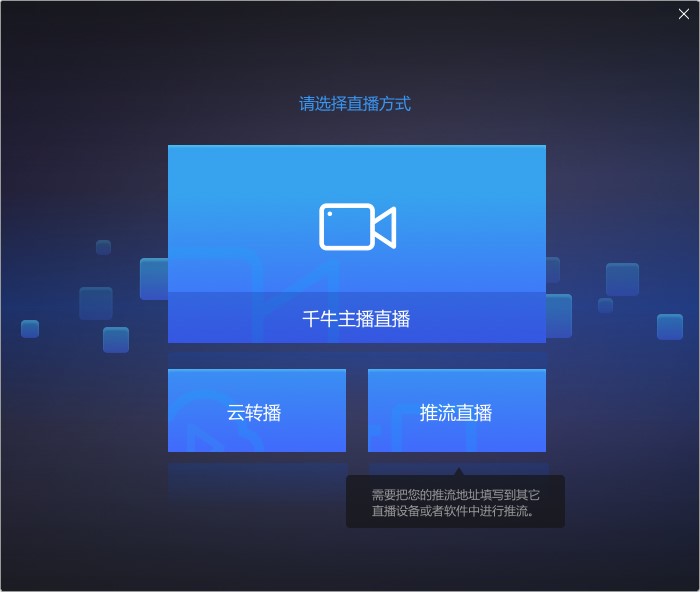 请选择直播方式
千牛主播直播
云转播
推流直播
需要把您的推流地址填写到其它
直播设备或者软件中进行推流。